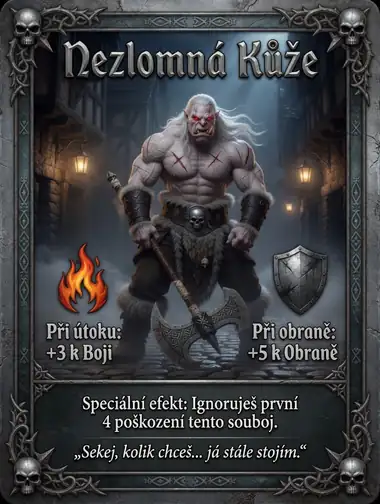 Nezlomná Kůže
Při útoku:
+3 k Boji
Při obraně:
+5 k Obraně
Speciální efekt: Ignoruješ první
4 poškození tento souboj.
„Sekej, kolik chceš... já stále stojím.“